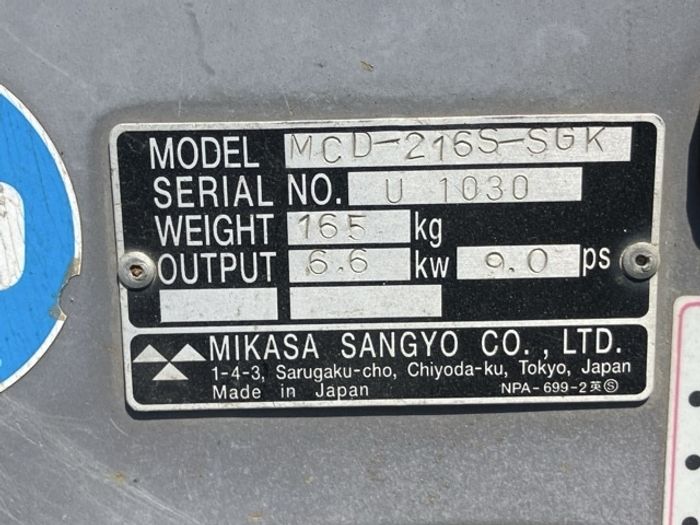 MODEL MCD-216S-SGK
SERIAL NO. U 1030
WEIGHT 165 kg
OUTPUT 6.6 kw 9.0 ps
MIKASA SANGYO CO., LTD.
1-4-3, Sarugaku-cho, Chiyoda-ku, Tokyo, Japan
Made in Japan NPA-699-2英Ⓢ